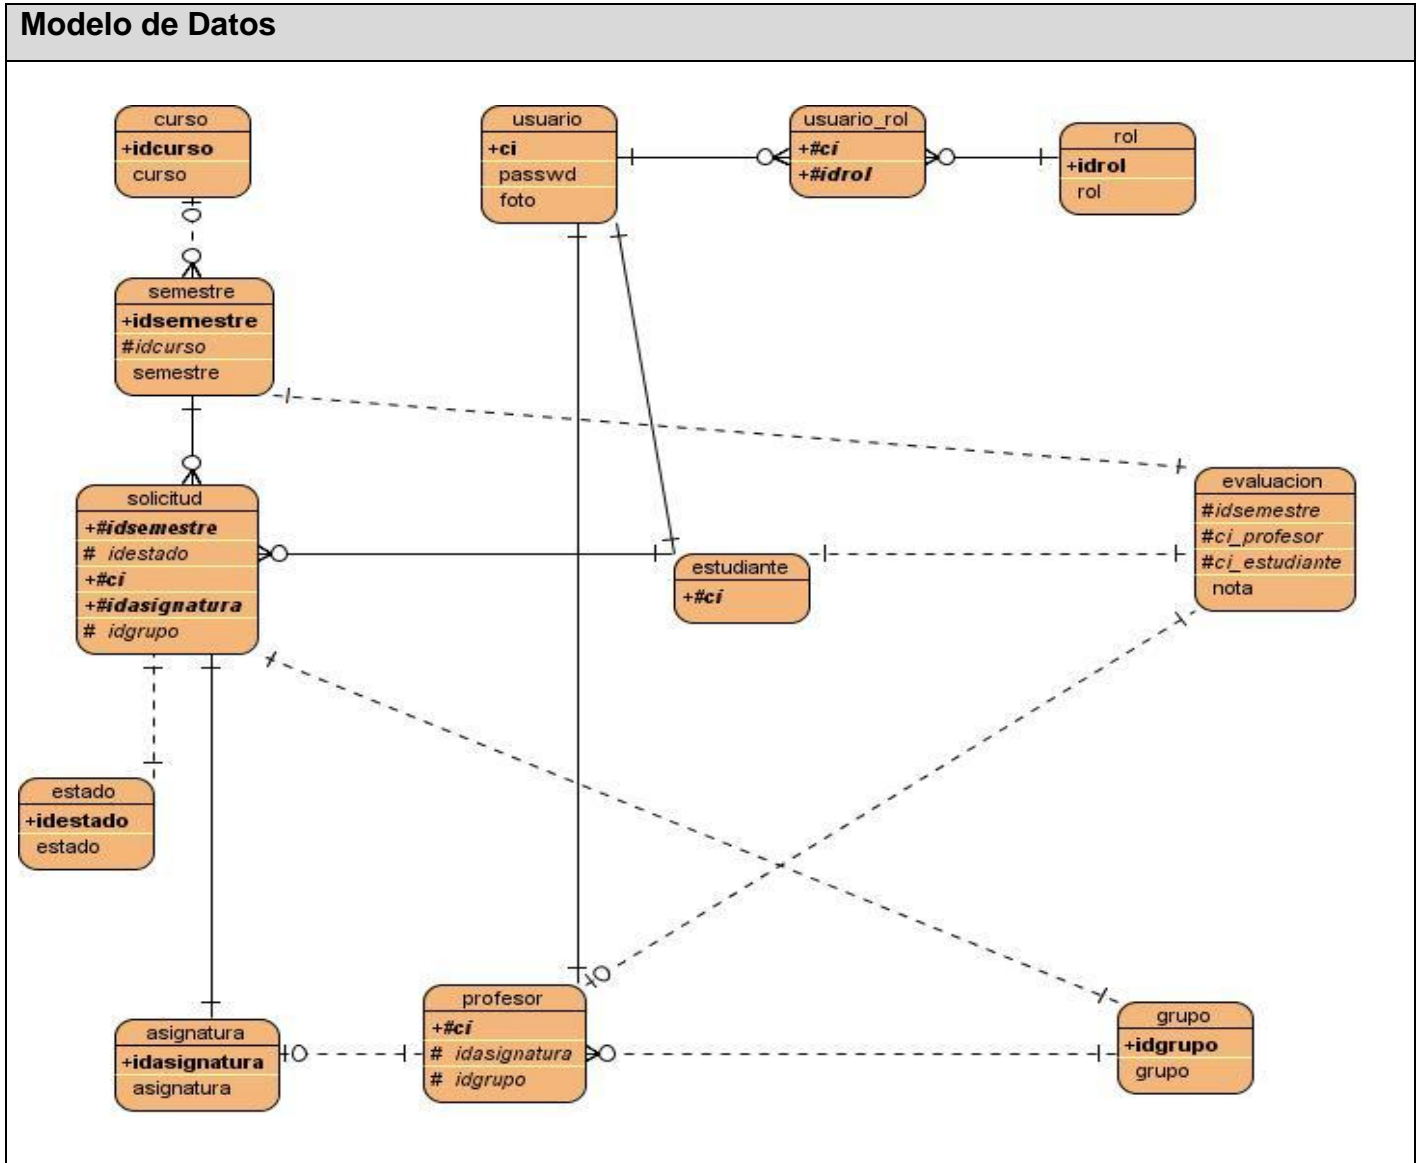 Modelo de Datos
curso
+idcurso
curso
usuario
+ci
passwd
foto
usuario_rol
+#ci
+#idrol
rol
+idrol
rol
semestre
+idsemestre
#idcurso
semestre
solicitud
+#idsemestre
# idestado
+#ci
+#idasignatura
# idgrupo
estudiante
+#ci
evaluacion
#idsemestre
#ci_profesor
#ci_estudiante
nota
estado
+idestado
estado
asignatura
+idasignatura
asignatura
profesor
+#ci
# idasignatura
# idgrupo
grupo
+idgrupo
grupo